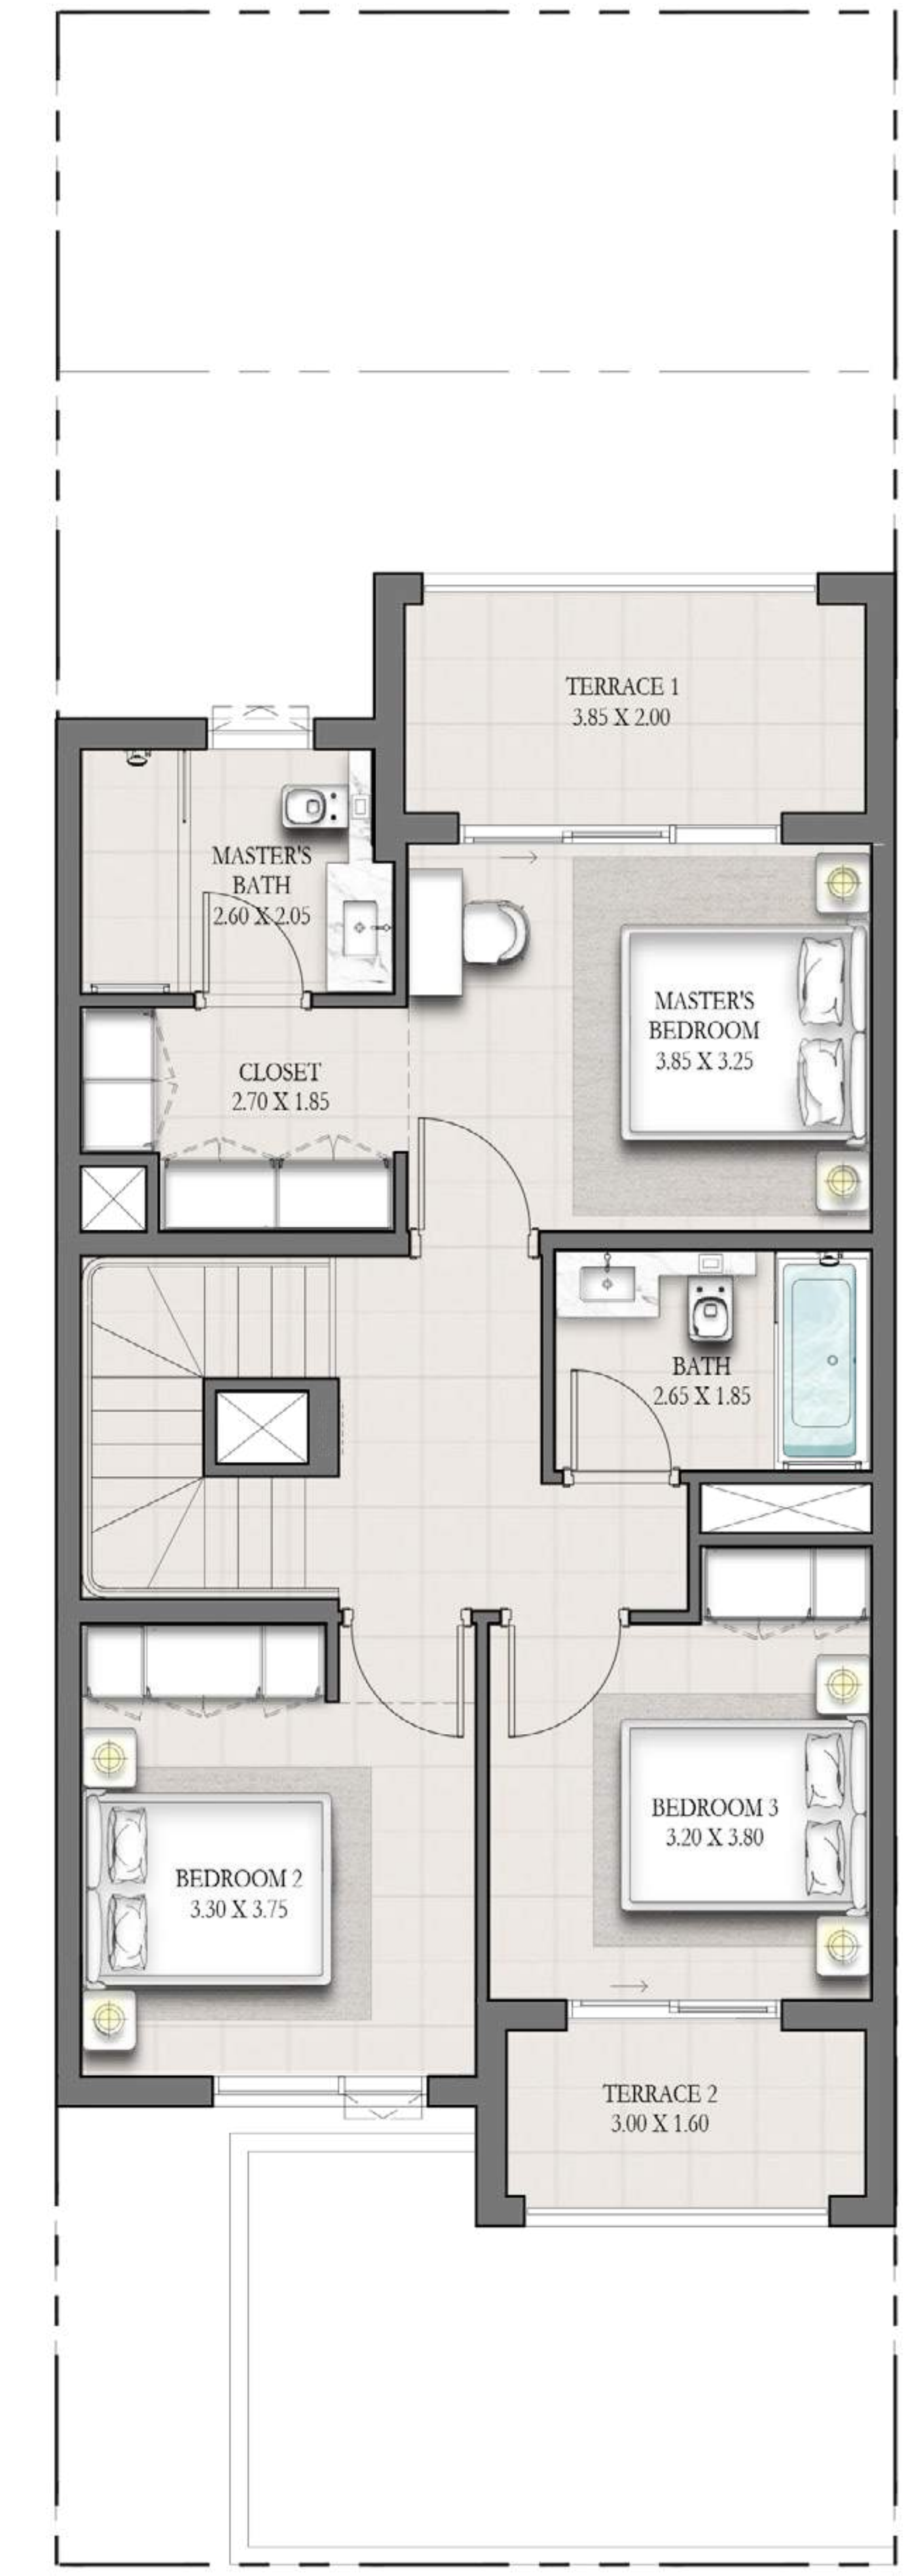 TERRACE 1
3.85 X 2.00
MASTER'S
BATH
2.60 X 2.05
MASTER'S
BEDROOM
3.85 X 3.25
CLOSET
2.70 X 1.85
BATH
2.65 X 1.85
BEDROOM 3
3.20 X 3.80
BEDROOM 2
3.30 X 3.75
TERRACE 2
3.00 X 1.60